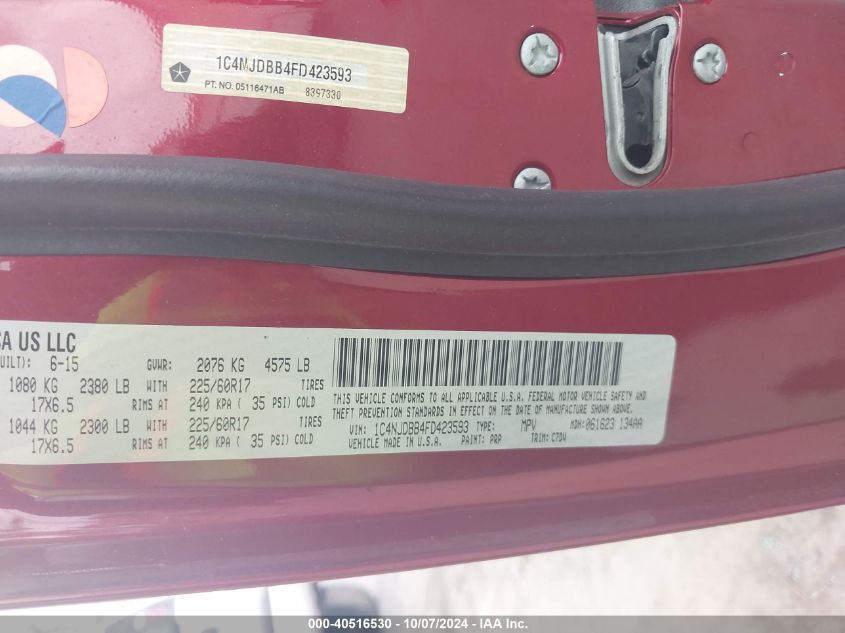 1C4NJDBB4FD423593
PT. NO. 05116471AB 8397330
CA US LLC
UILT): 6-15 GVWR: 2076 KG 4575 LB
1080 KG 2380 LB WITH 225/60R17 TIRES
17X6.5 RIMS AT 240 KPA ( 35 PSI) COLD
1044 KG 2300 LB WITH 225/60R17 TIRES
17X6.5 RIMS AT 240 KPA ( 35 PSI) COLD
THIS VEHICLE CONFORMS TO ALL APPLICABLE U.S.A. FEDERAL MOTOR VEHICLE SAFETY AND
THEFT PREVENTION STANDARDS IN EFFECT ON THE DATE OF MANUFACTURE SHOWN ABOVE.
VIN: 1C4NJDBB4FD423593 TYPE: MPV MDH: 061623 134AA
VEHICLE MADE IN U.S.A. PAINT: PRP TRIM: C7DV
000-40516530 - 10/07/2024 - IAA Inc.